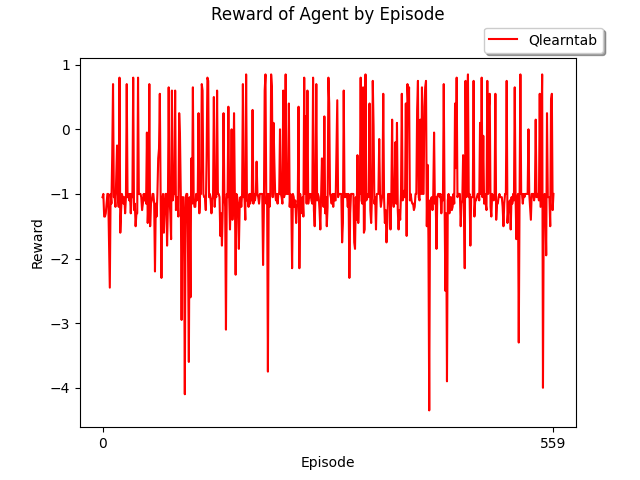 Reward of Agent by Episode
Qlearntab
1
0
−1
−2
−3
−4
Reward
0
559
Episode